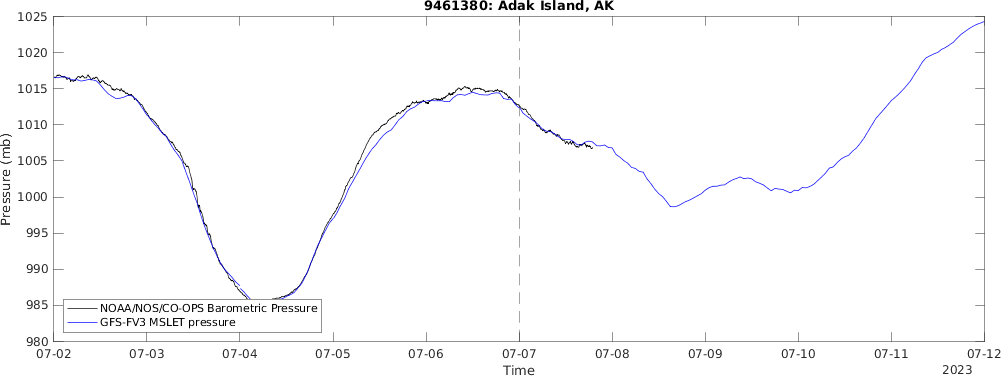 9461380: Adak Island, AK
1025
1020
1015
1010
1005
1000
995
990
985
980
Pressure (mb)
NOAA/NOS/CO-OPS Barometric Pressure
GFS-FV3 MSLET pressure
07-02 07-03 07-04 07-05 07-06 07-07 07-08 07-09 07-10 07-11 07-12
Time
2023